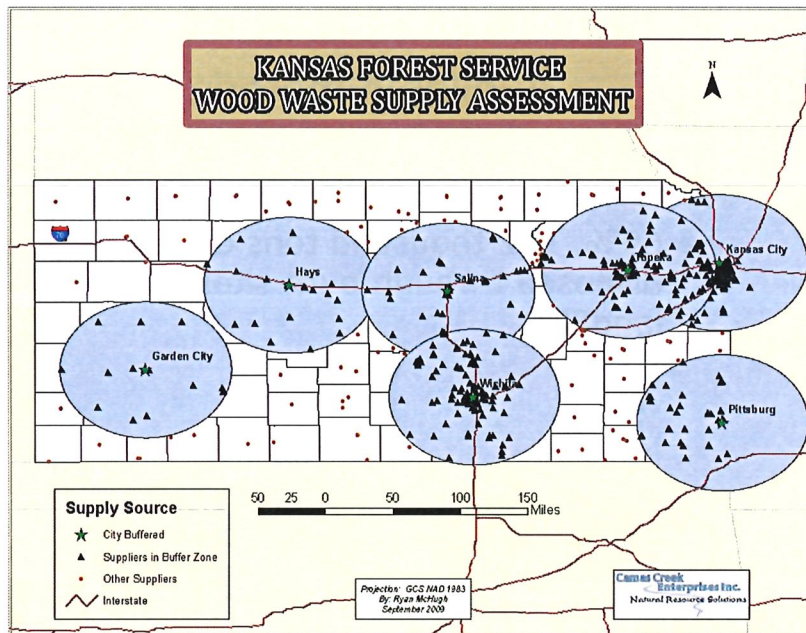 KANSAS FOREST SERVICE
WOOD WASTE SUPPLY ASSESSMENT
N
70
Kansas City
Topeka
Hays
Salina
Garden City
Wichita
Pittsburg
Supply Source
City Buffered
Suppliers in Buffer Zone
Other Suppliers
Interstate
50 25 0 50 100 150
Miles
Projection: GCS NAD 1983
By: Ryan McHugh
September 2009
Camas Creek
Enterprises Inc.
Natural Resource Solutions